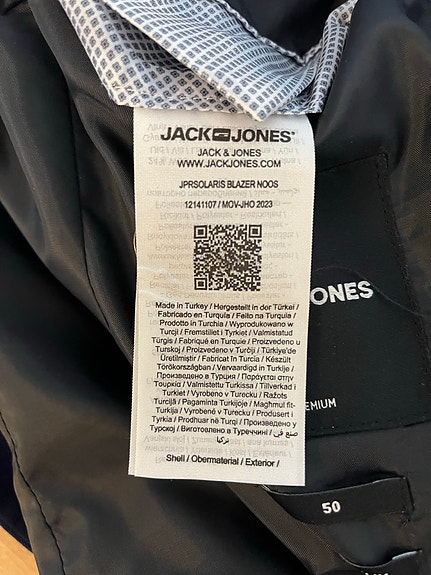 JACK JONES®
JACK & JONES
WWW.JACKJONES.COM
JPRSOLARIS BLAZER NOOS
12141107 / MOV-JHO 2023
Made in Turkey / Hergestellt in der Türkei /
Fabricado en Turquía / Feito na Turquia /
Prodotto in Turchia / Wyprodukowano w
Turcji / Fremstillet i Tyrkiet / Valmistatud
Türgis / Fabriqué en Turquie / Proizvedeno u
Turskoj / Proizvedeno v Turčiji / Türkiye'de
Üretilmiştir / Fabricat în Turcia / Készült
Törökországban / Vervaardigd in Turkije /
Произведено в Турция / Παράγεται στην
Τουρκία / Valmistettu Turkissa / Tillverkad i
Turkiet / Vyrobeno v Turecku / Ražots
Turcijā / Pagaminta Turkijoje / Magħmul fit-
Turkija / Vyrobené v Turecku / Produsert i
Tyrkia / Prodhuar në Turqi / Произведено у
Турској / Виготовлено в Туреччині / صنع في
تركيا
Shell / Obermaterial / Exterior /
JONES
EMIUM
50